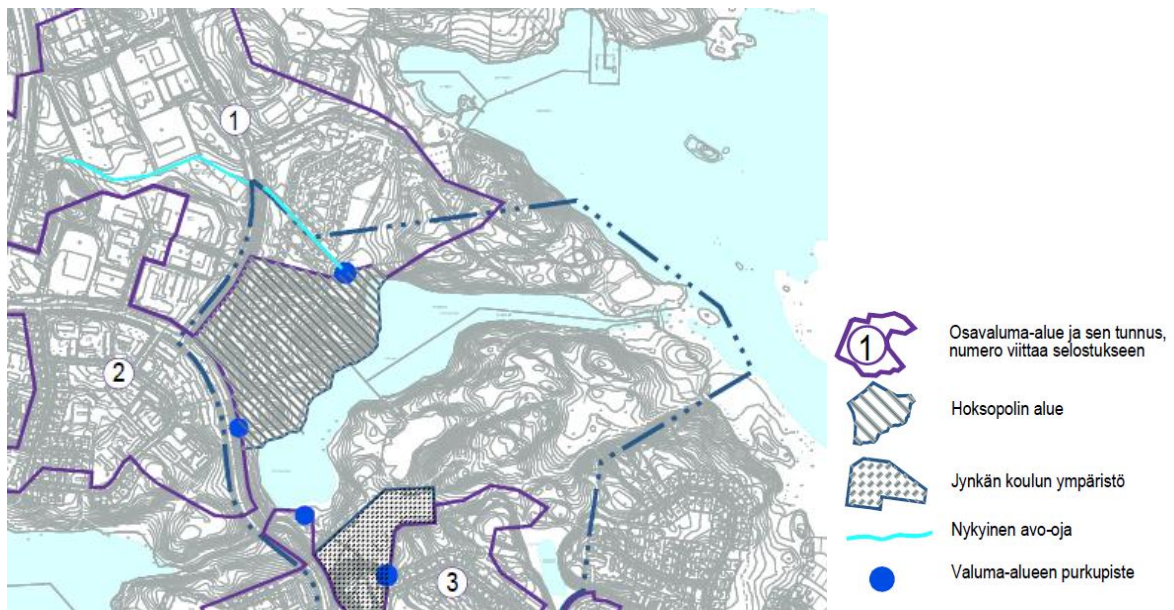 1
2
3
1
Osavaluma-alue ja sen tunnus,
numero viittaa selostukseen
Hoksopolin alue
Jynkän koulun ympäristö
Nykyinen avo-oja
Valuma-alueen purkupiste